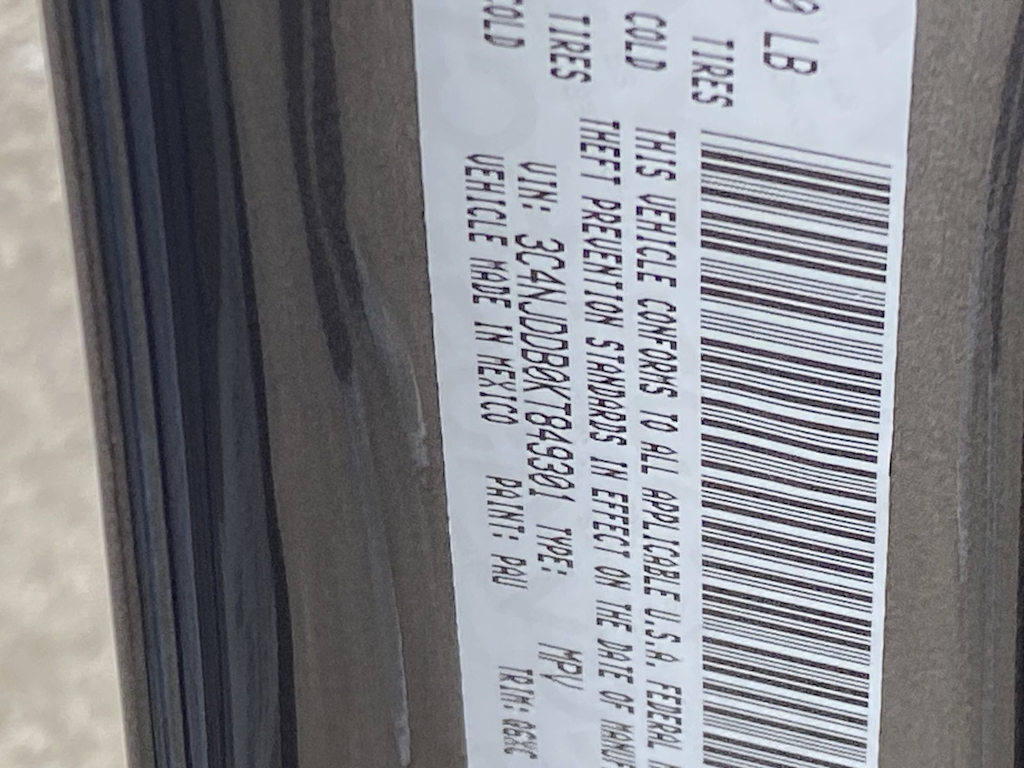 0 LB
TIRES
COLD
TIRES
COLD
THIS VEHICLE CONFORMS TO ALL APPLICABLE U.S.A. FEDERAL
THEFT PREVENTION STANDARDS IN EFFECT ON THE DATE OF MANUF
VIN: 3C4NJDDB0KT849301 TYPE: MPV
VEHICLE MADE IN MEXICO PAINT: PAU TRIM: